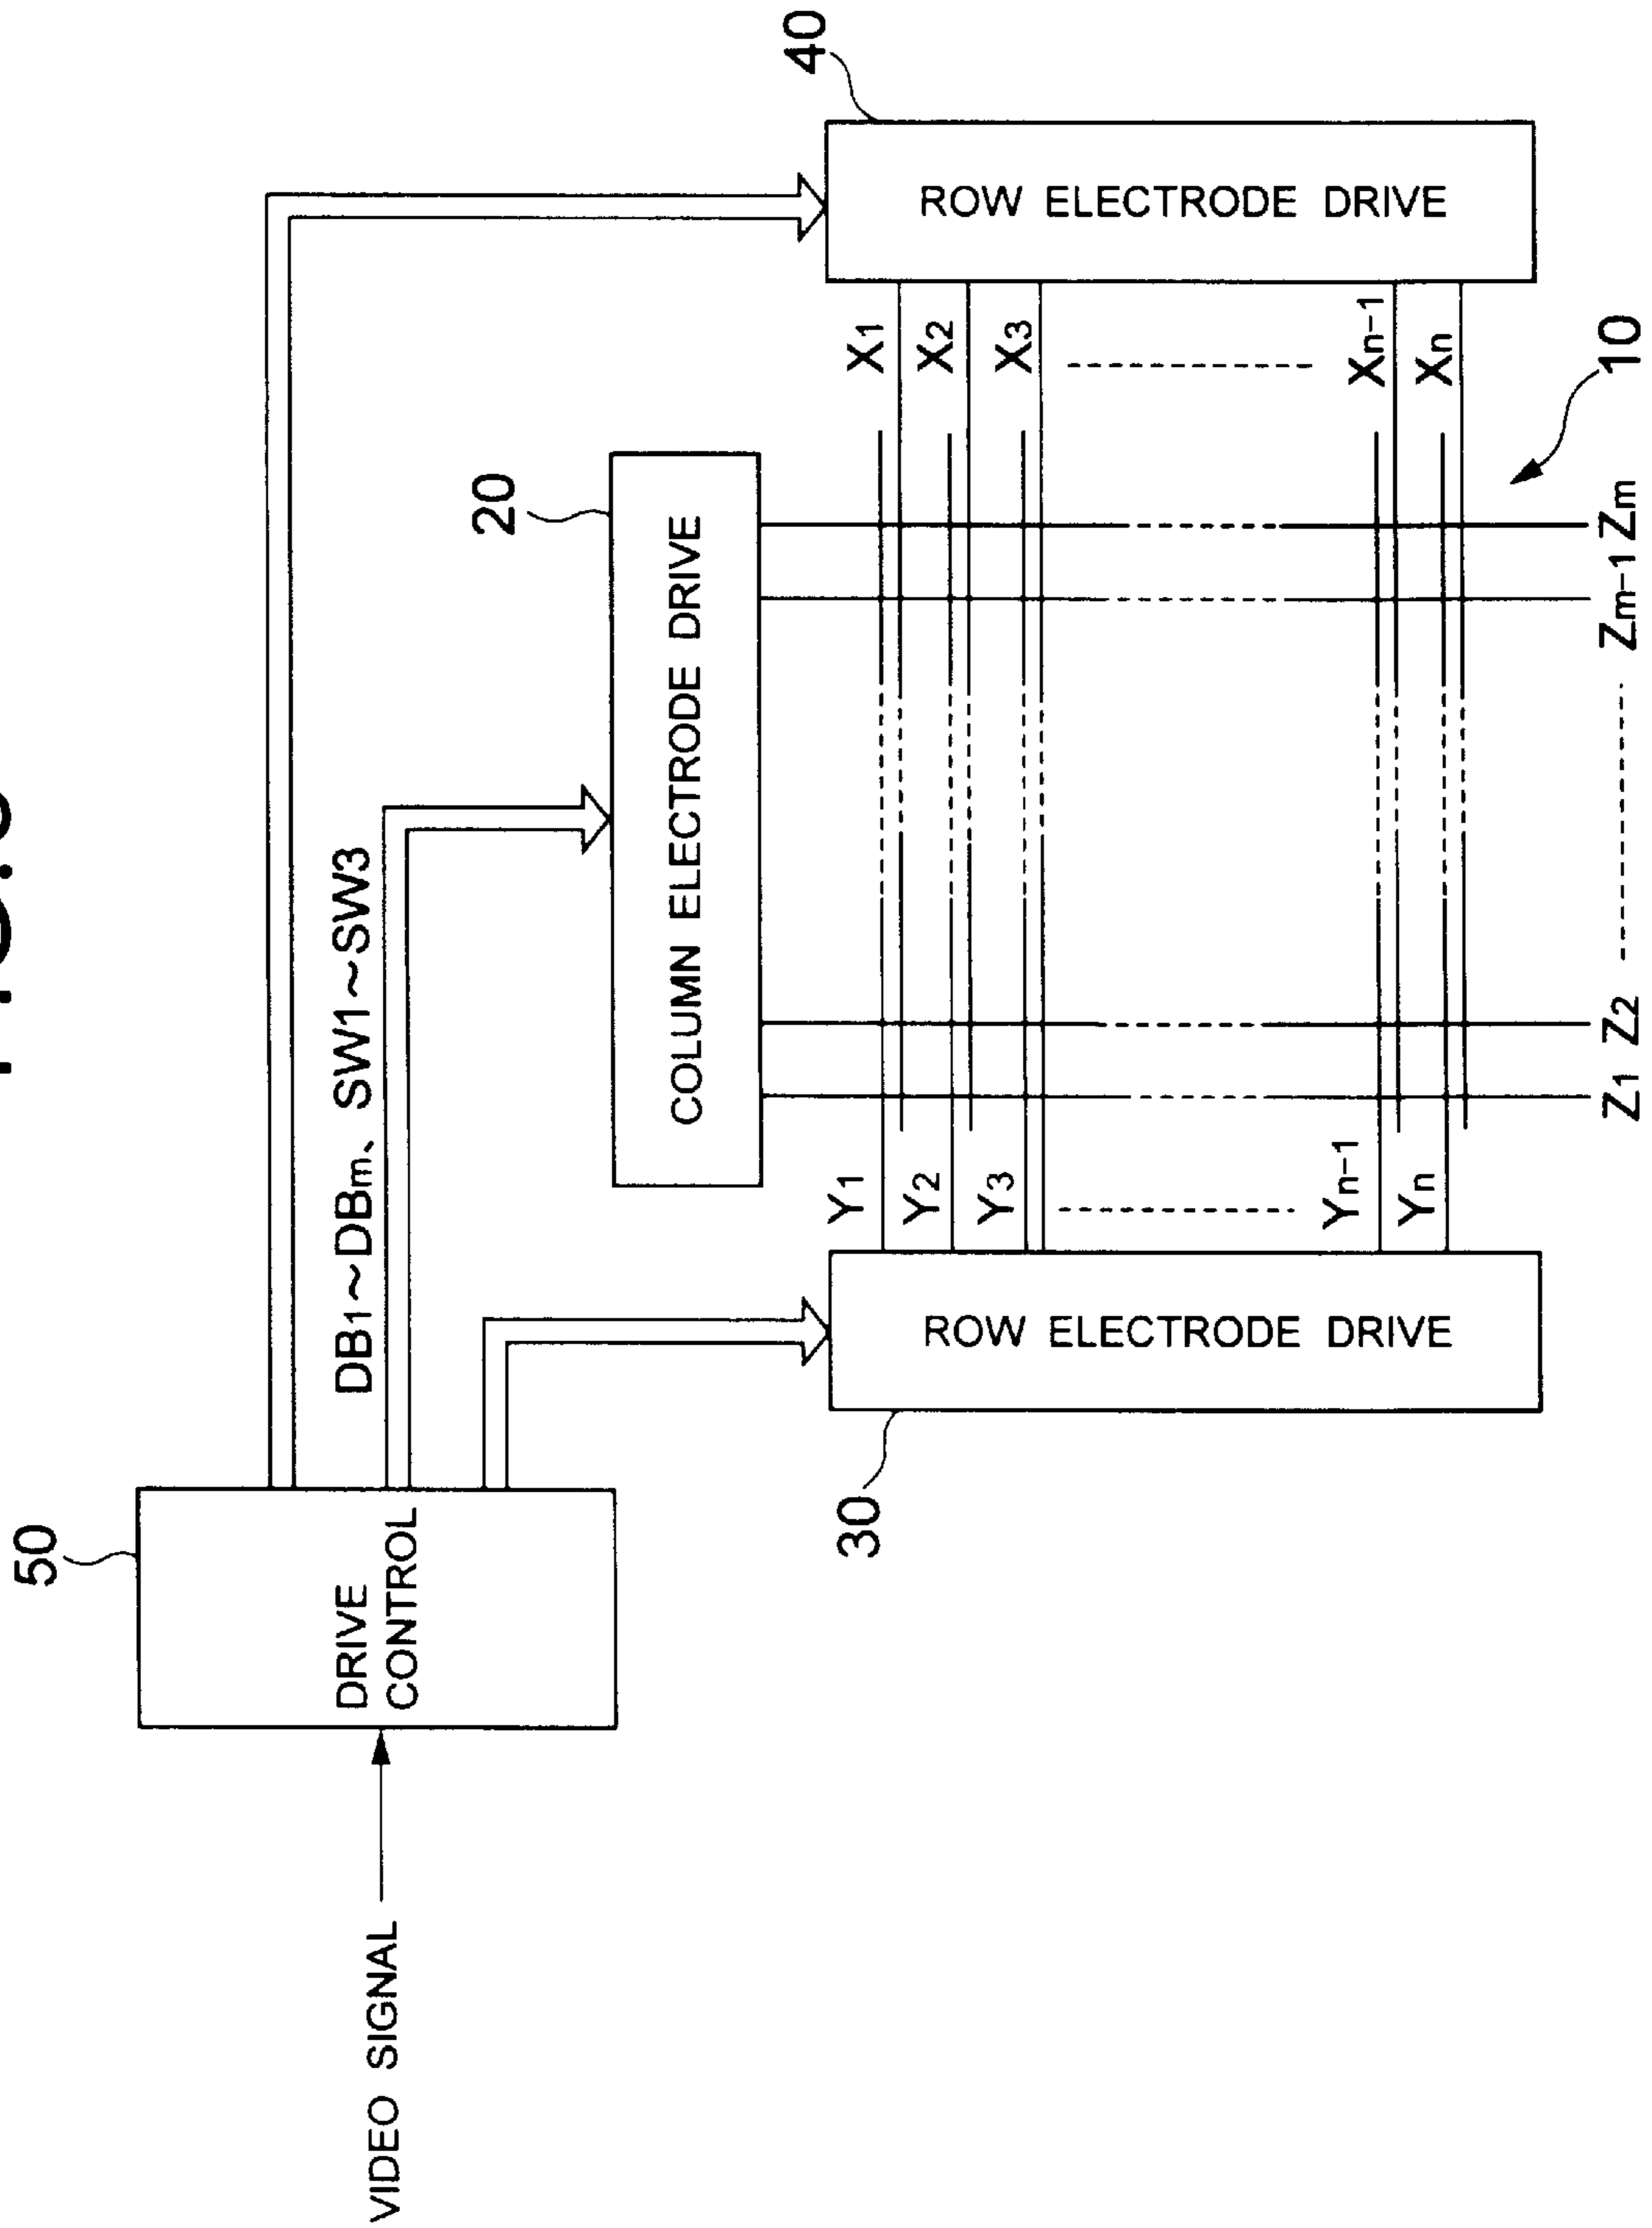 50
DRIVE
CONTROL
VIDEO SIGNAL
DB1~DBm、SW1~SW3
20
COLUMN ELECTRODE DRIVE
30
ROW ELECTRODE DRIVE
40
ROW ELECTRODE DRIVE
Y1
Y2
Y3
Yn-1
Yn
X1
X2
X3
Xn-1
Xn
10
Z1 Z2 Zm-1 Zm